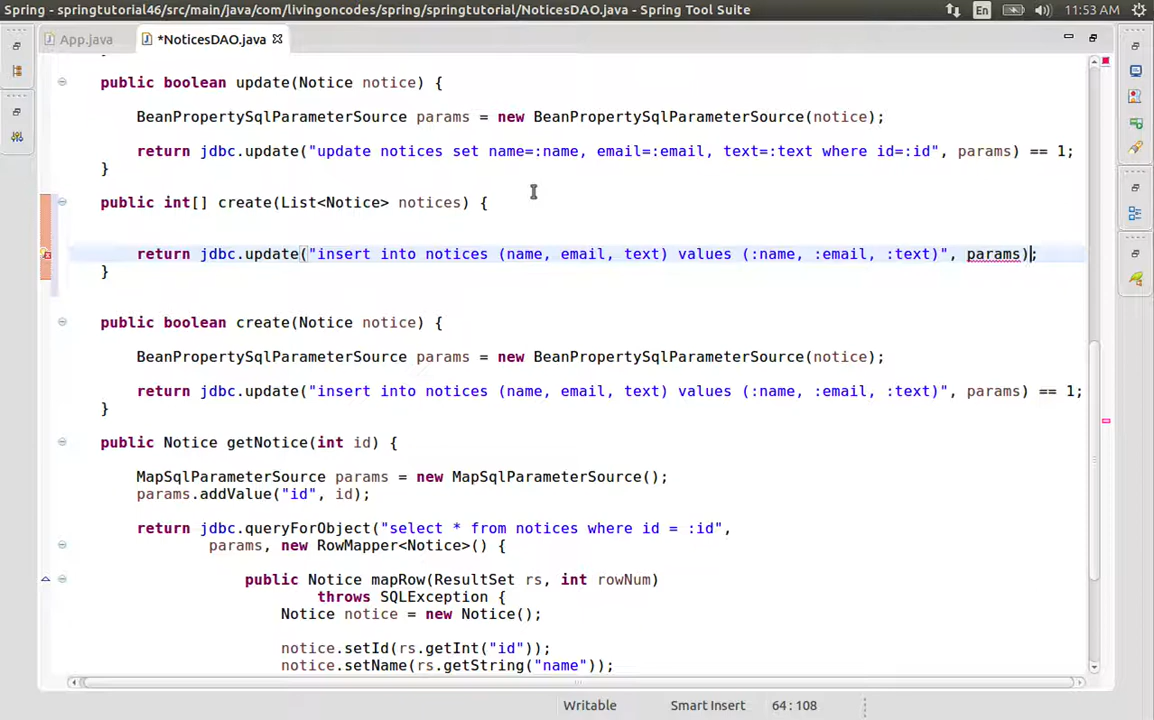 Spring - springtutorial46/src/main/java/com/livingoncodes/spring/springtutorial/NoticesDAO.java - Spring Tool Suite En 11:53 AM
App.java *NoticesDAO.java
public boolean update(Notice notice) {
BeanPropertySqlParameterSource params = new BeanPropertySqlParameterSource(notice);
return jdbc.update("update notices set name=:name, email=:email, text=:text where id=:id", params) == 1;
}
public int[] create(List<Notice> notices) {
return jdbc.update("insert into notices (name, email, text) values (:name, :email, :text)", params);
}
public boolean create(Notice notice) {
BeanPropertySqlParameterSource params = new BeanPropertySqlParameterSource(notice);
return jdbc.update("insert into notices (name, email, text) values (:name, :email, :text)", params) == 1;
}
public Notice getNotice(int id) {
MapSqlParameterSource params = new MapSqlParameterSource();
params.addValue("id", id);
return jdbc.queryForObject("select * from notices where id = :id",
params, new RowMapper<Notice>() {
public Notice mapRow(ResultSet rs, int rowNum)
throws SQLException {
Notice notice = new Notice();
notice.setId(rs.getInt("id"));
notice.setName(rs.getString("name"));
Writable Smart Insert 64 : 108